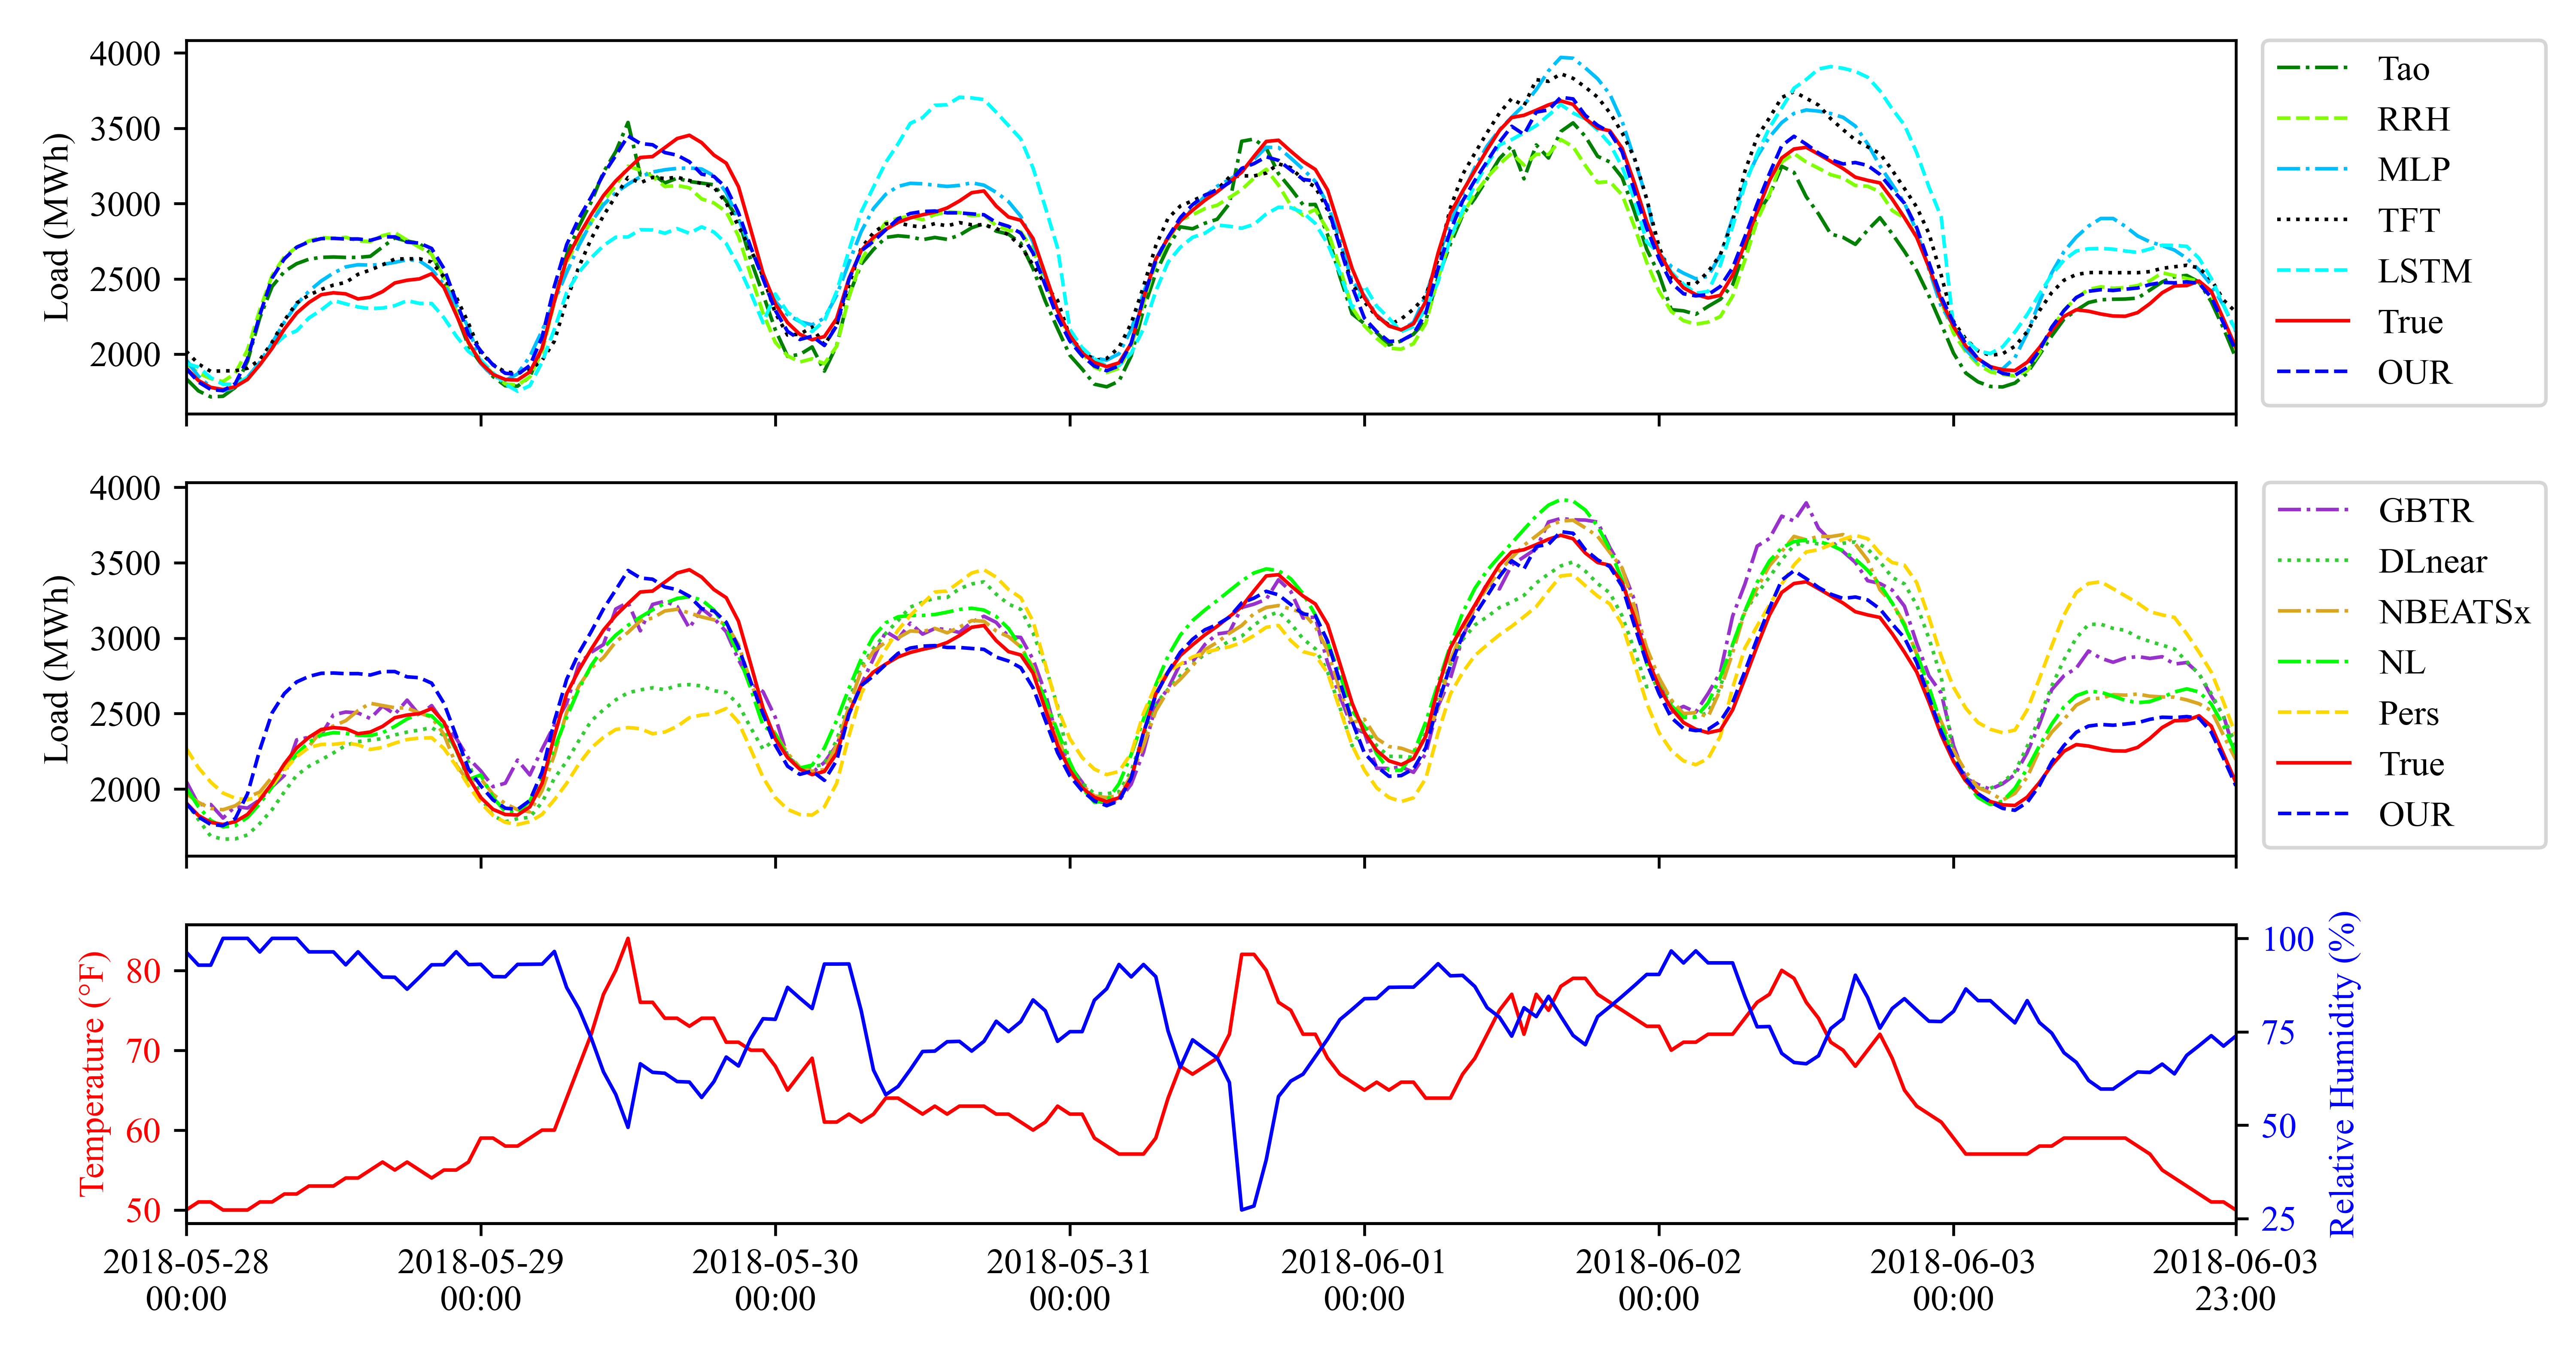 4000
3500
3000
2500
2000
Load (MWh)
Tao
RRH
MLP
TFT
LSTM
True
OUR
4000
3500
3000
2500
2000
Load (MWh)
GBTR
DLnear
NBEATSx
NL
Pers
True
OUR
80
70
60
50
Temperature (°F)
100
75
50
25
Relative Humidity (%)
2018-05-28 2018-05-29 2018-05-30 2018-05-31 2018-06-01 2018-06-02 2018-06-03 2018-06-03
00:00 00:00 00:00 00:00 00:00 00:00 00:00 23:00